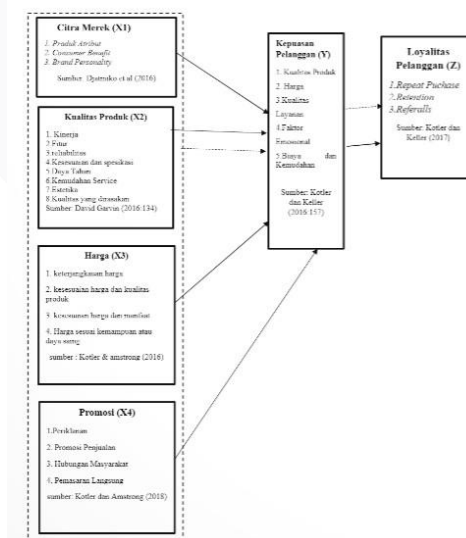 Citra Merek (X1)
1. Produk Atribut
2. Consumer Benefit
3. Brand Personality
Sumber: Djatmiko et al (2016)
Kualitas Produk (X2)
1. Kinerja
2.Fitur
3.reliabilitas
4.Kesesuaian dan spesikasi
5.Daya Tahan
6.Kemudahan Service
7.Estetika
8.Kualitas yang dirasakan
Sumber: David Garvin (2016:134)
Harga (X3)
1. keterjangkauan harga
2. kesesuaian harga dan kualitas
produk
3. kesesuaian harga dan manfaat
4. Harga sesuai kemampuan atau
daya saing
sumber : Kotler & amstrong (2016)
Promosi (X4)
1.Periklanan
2. Promosi Penjualan
3. Hubungan Masyarakat
4. Pemasaran Langsung
sumber: Kotler dan Amstrong (2018)
Kepuasan
Pelanggan (Y)
1. Kualitas Produk
2. Harga
3.Kualitas
Layanan
4.Faktor
Emosional
5.Biaya dan
Kemudahan
Sumber: Kotler
dan Keller
(2016:157)
Loyalitas
Pelanggan (Z)
1.Repeat Puchase
2.Retention
3.Referalls
Sumber: Kotler dan
Keller (2017)